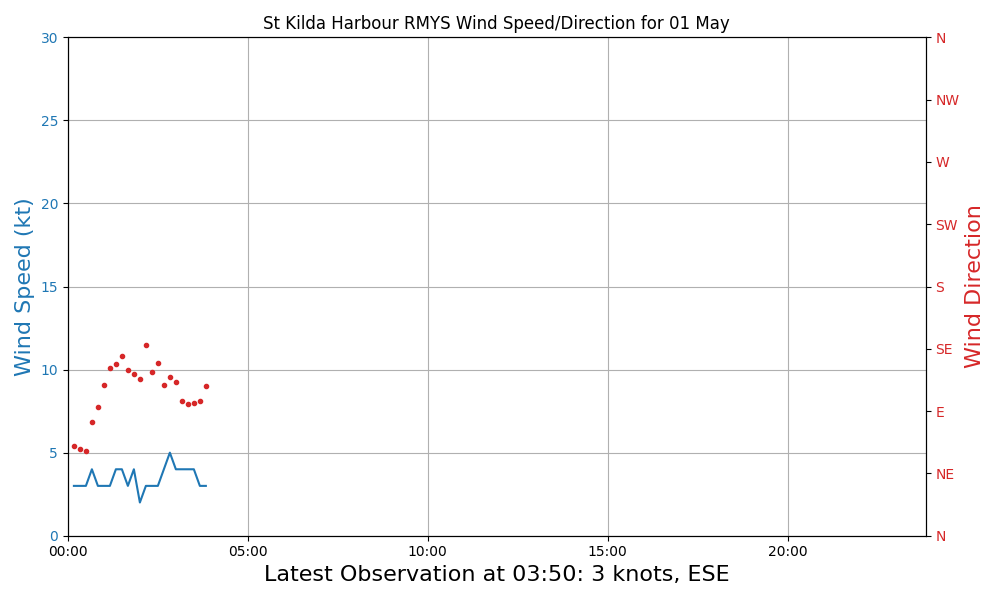 St Kilda Harbour RMYS Wind Speed/Direction for 01 May
30
25
20
15
10
5
0
Wind Speed (kt)
N
NW
W
SW
S
SE
E
NE
N
Wind Direction
00:00
05:00
10:00
15:00
20:00
Latest Observation at 03:50: 3 knots, ESE